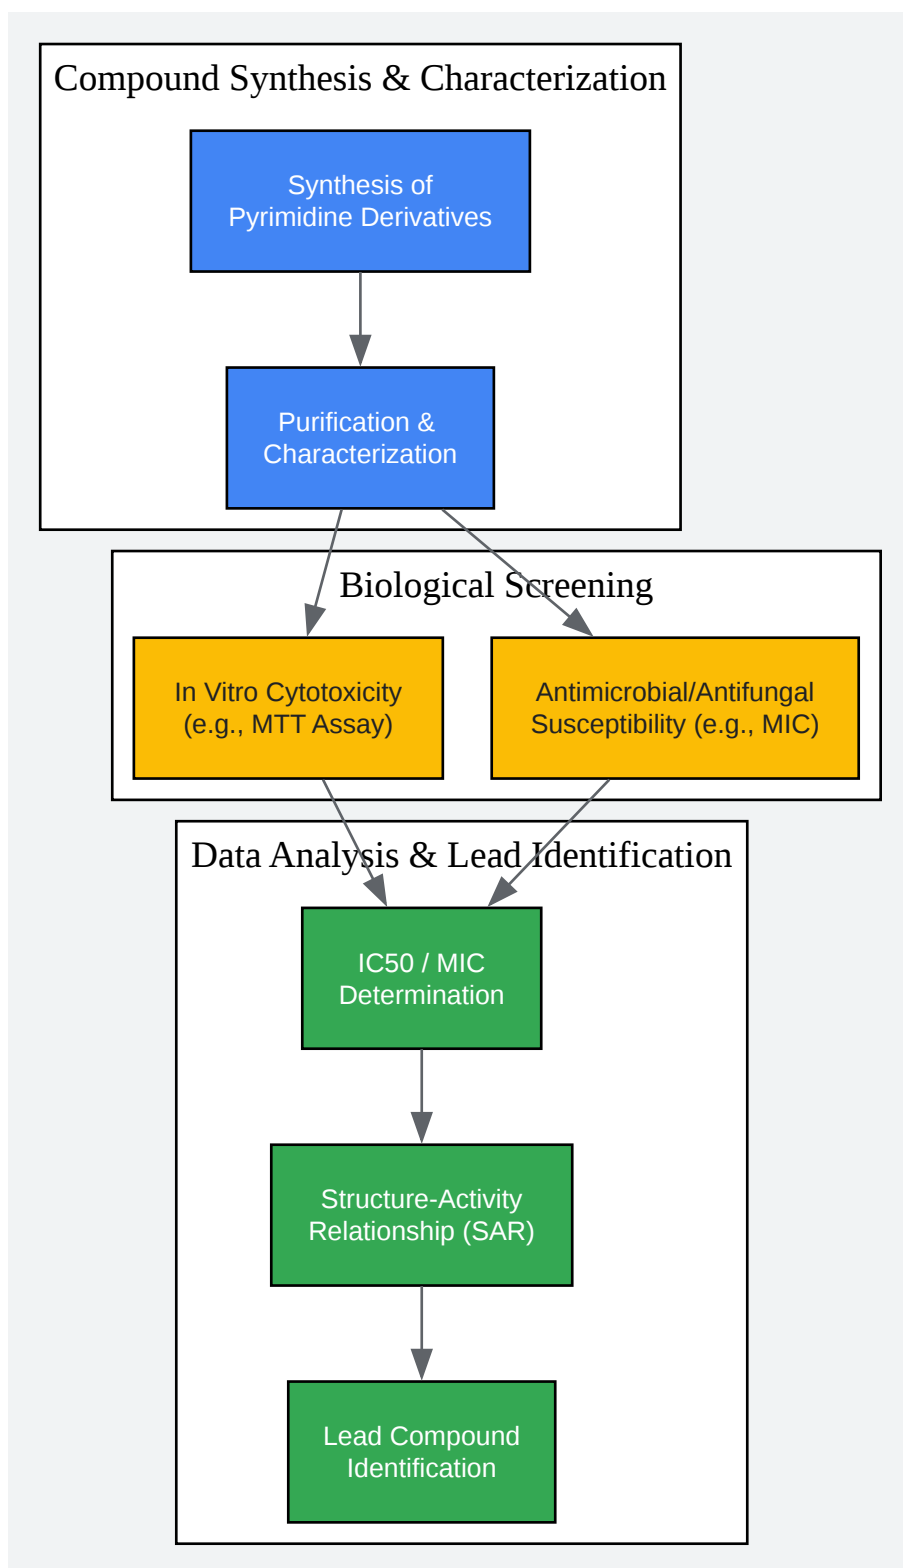 Compound Synthesis & Characterization
Synthesis of
Pyrimidine Derivatives
Purification &
Characterization
Biological Screening
In Vitro Cytotoxicity
(e.g., MTT Assay)
Antimicrobial/Antifungal
Susceptibility (e.g., MIC)
Data Analysis & Lead Identification
IC50 / MIC
Determination
Structure-Activity
Relationship (SAR)
Lead Compound
Identification